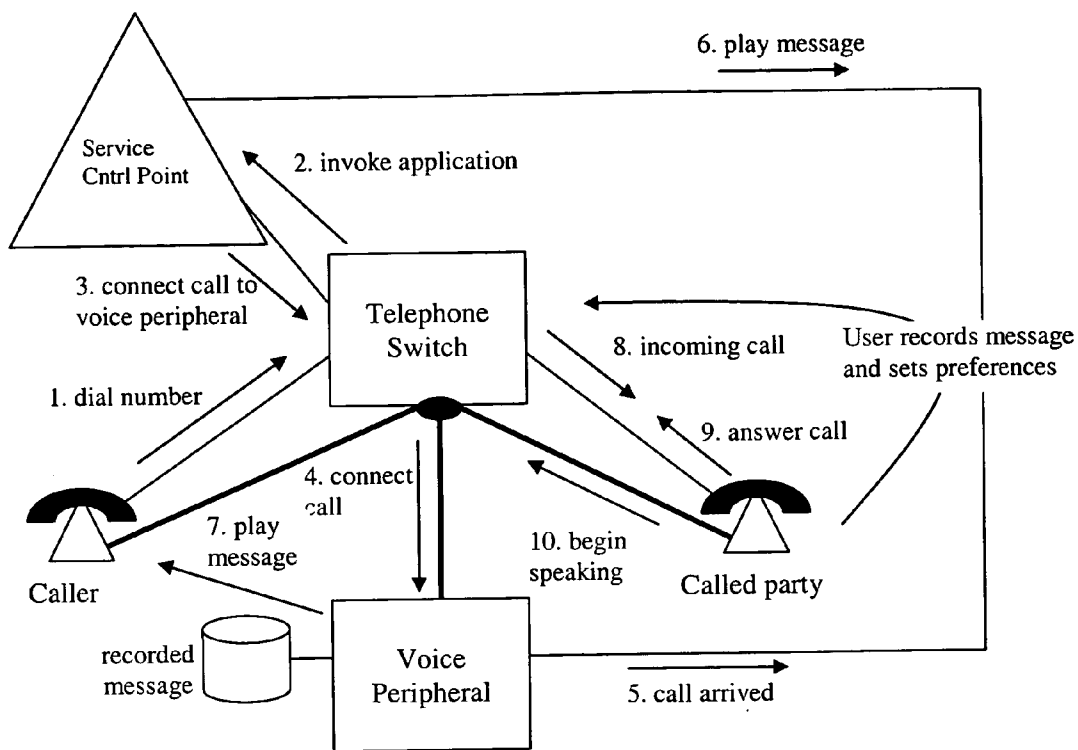 6. play message
Service
Cntrl Point
2. invoke application
3. connect call to
voice peripheral
Telephone
Switch
8. incoming call
User records message
and sets preferences
1. dial number
9. answer call
4. connect
call
7. play
message
10. begin
speaking
Caller
Called party
recorded
message
Voice
Peripheral
5. call arrived